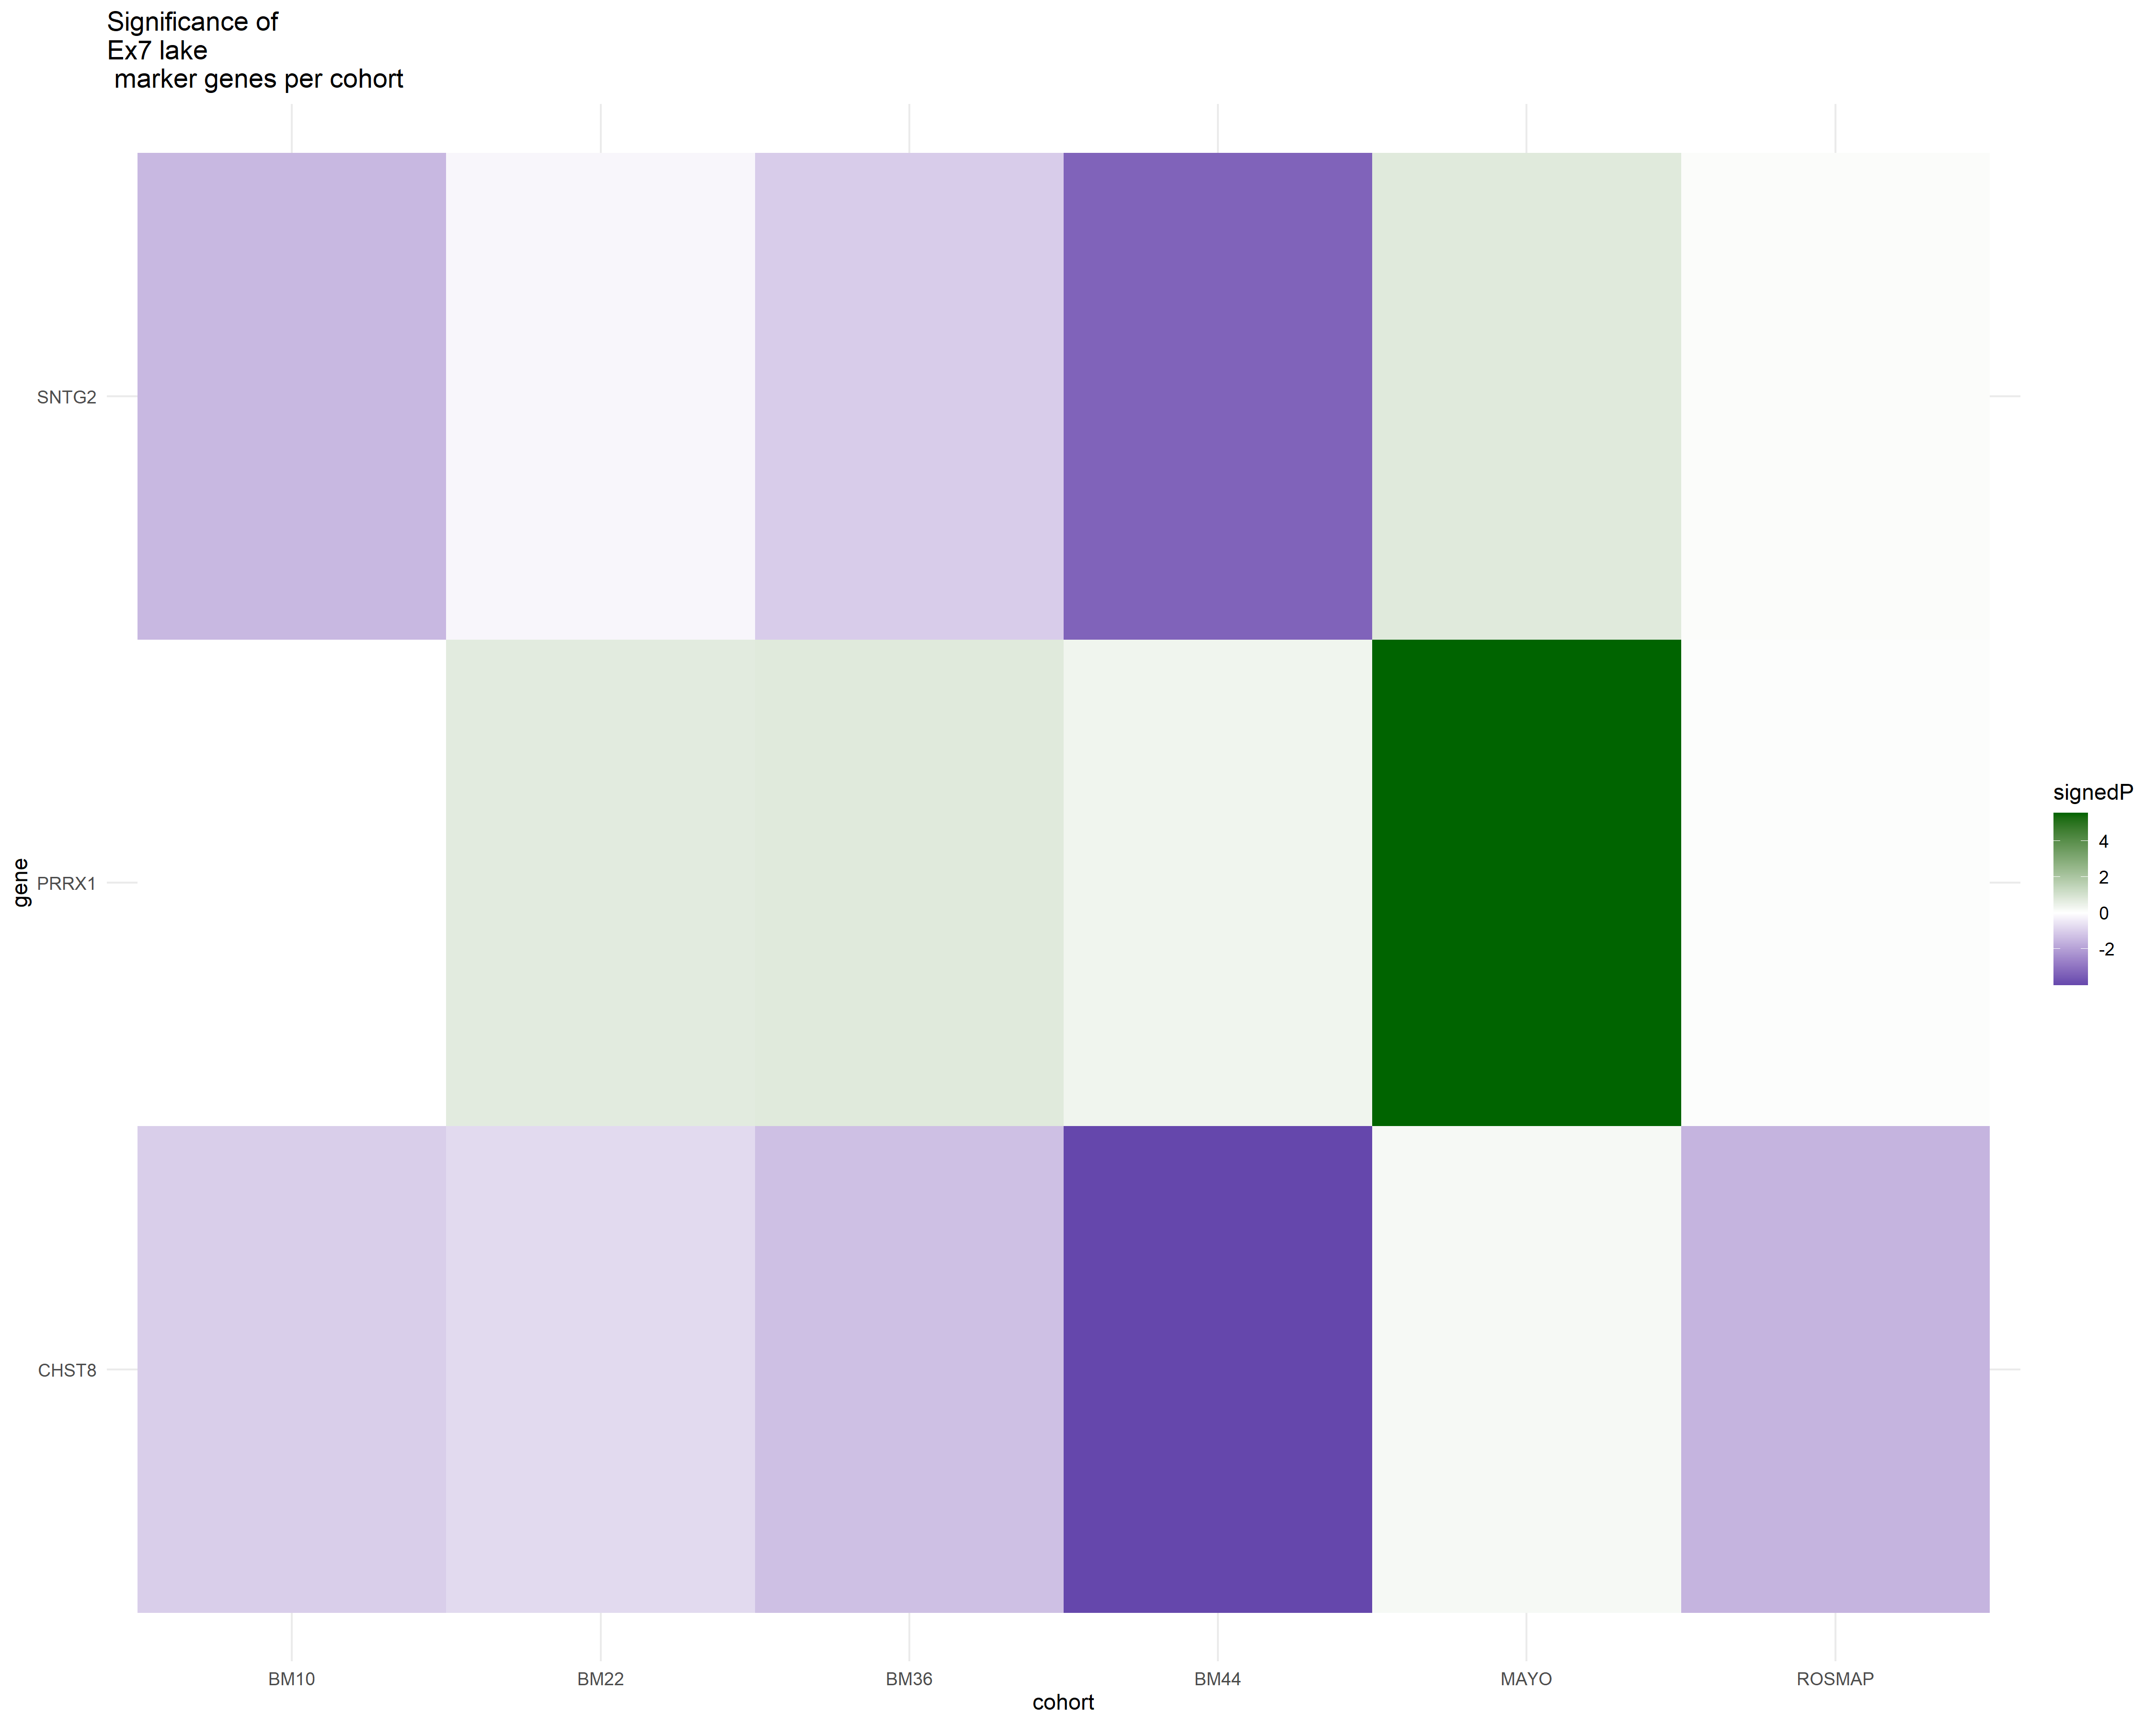 Significance of
Ex7 lake
marker genes per cohort
SNTG2
PRRX1
CHST8
gene
BM10
BM22
BM36
BM44
MAYO
ROSMAP
cohort
signedP
4
2
0
-2